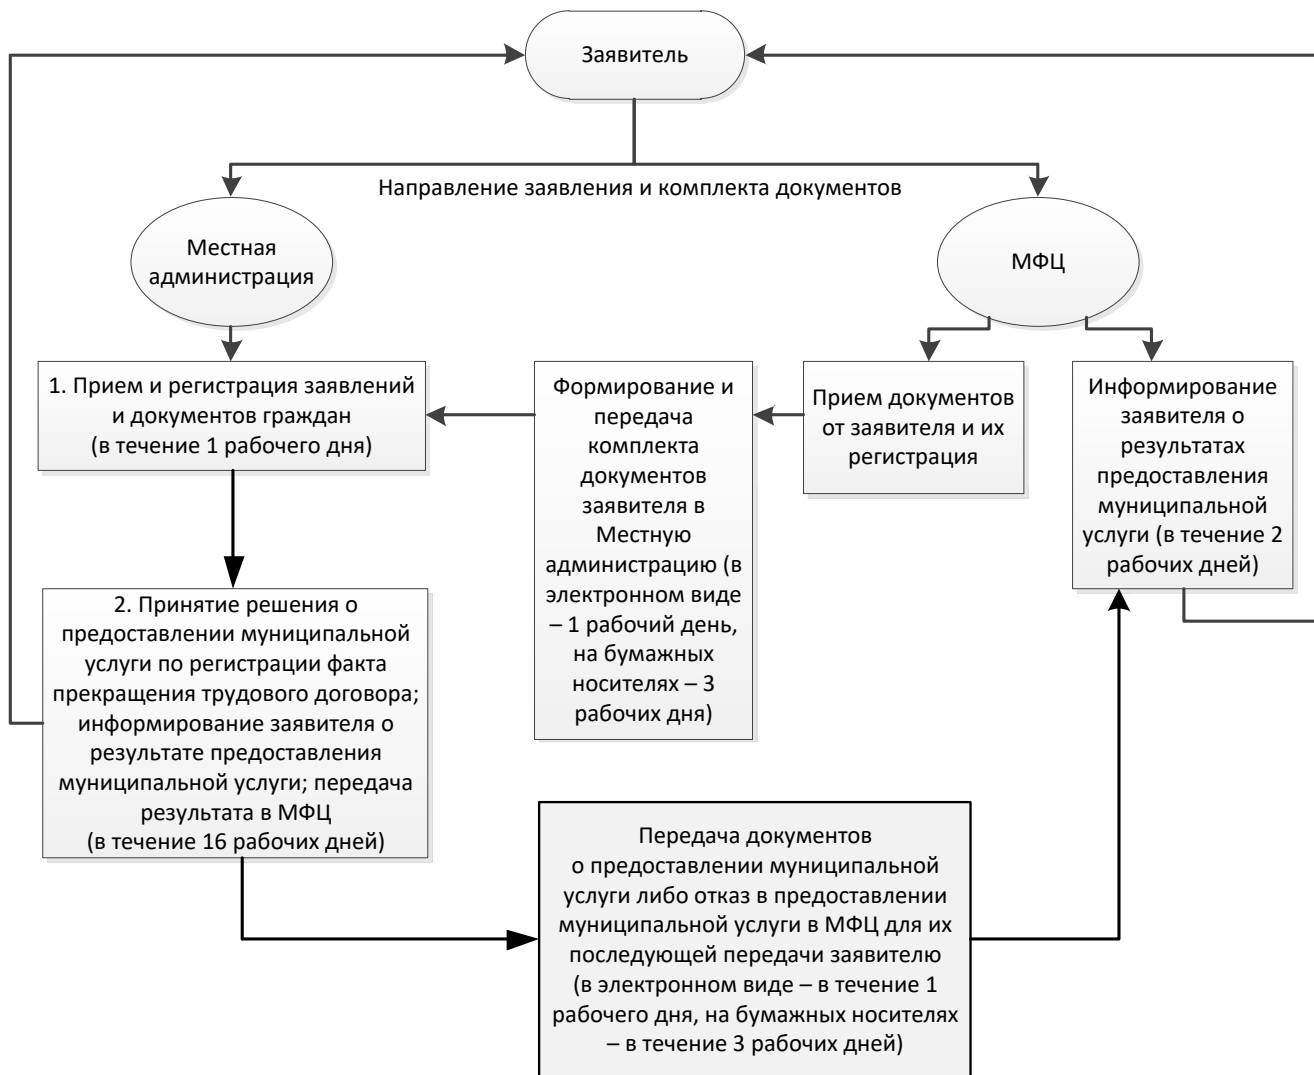 Заявитель
Направление заявления и комплекта документов
Местная
администрация
МФЦ
1. Прием и регистрация заявлений
и документов граждан
(в течение 1 рабочего дня)
Формирование и
передача
комплекта
документов
заявителя в
Местную
администрацию (в
электронном виде
– 1 рабочий день,
на бумажных
носителях – 3
рабочих дня)
Прием документов
от заявителя и их
регистрация
Информирование
заявителя о
результатах
предоставления
муниципальной
услуги (в течение 2
рабочих дней)
2. Принятие решения о
предоставлении муниципальной
услуги по регистрации факта
прекращения трудового договора;
информирование заявителя о
результате предоставления
муниципальной услуги; передача
результата в МФЦ
(в течение 16 рабочих дней)
Передача документов
о предоставлении муниципальной
услуги либо отказ в предоставлении
муниципальной услуги в МФЦ для их
последующей передачи заявителю
(в электронном виде – в течение 1
рабочего дня, на бумажных носителях
– в течение 3 рабочих дней)